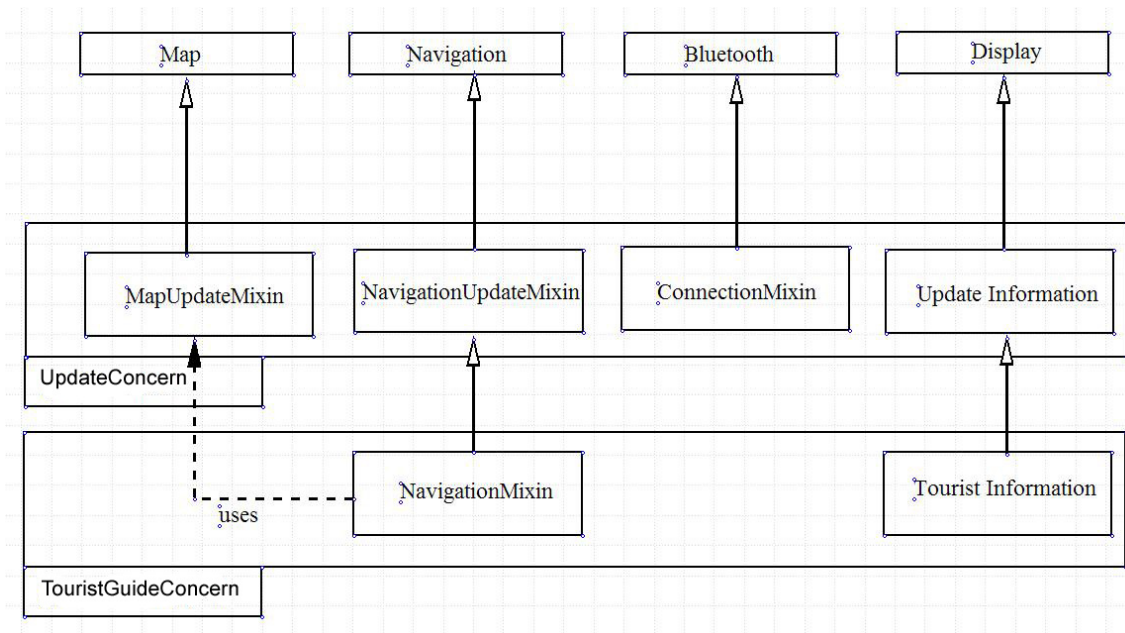 Map
Navigation
Bluetooth
Display
MapUpdateMixin
NavigationUpdateMixin
ConnectionMixin
Update Information
UpdateConcern
NavigationMixin
Tourist Information
uses
TouristGuideConcern